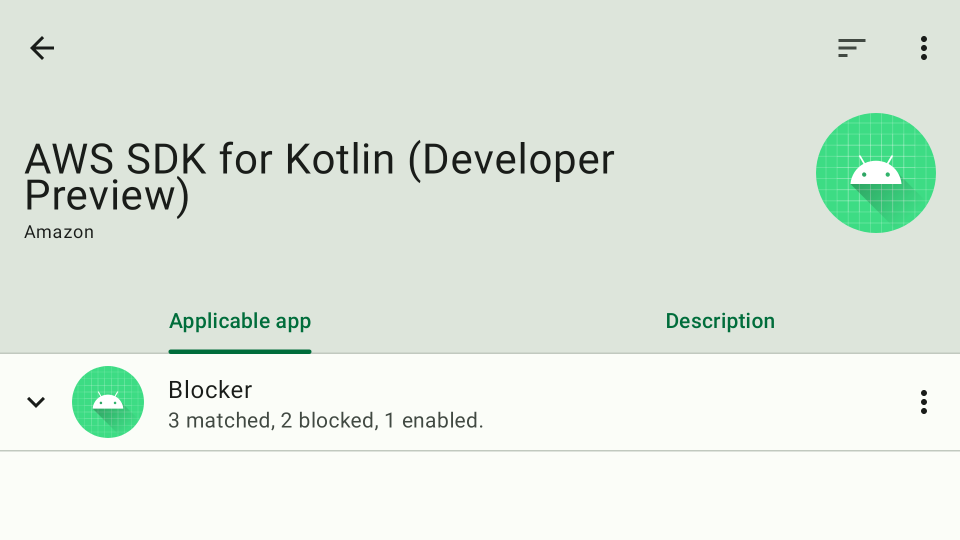 AWS SDK for Kotlin (Developer
Preview)
Amazon
Applicable app
Description
Blocker
3 matched, 2 blocked, 1 enabled.